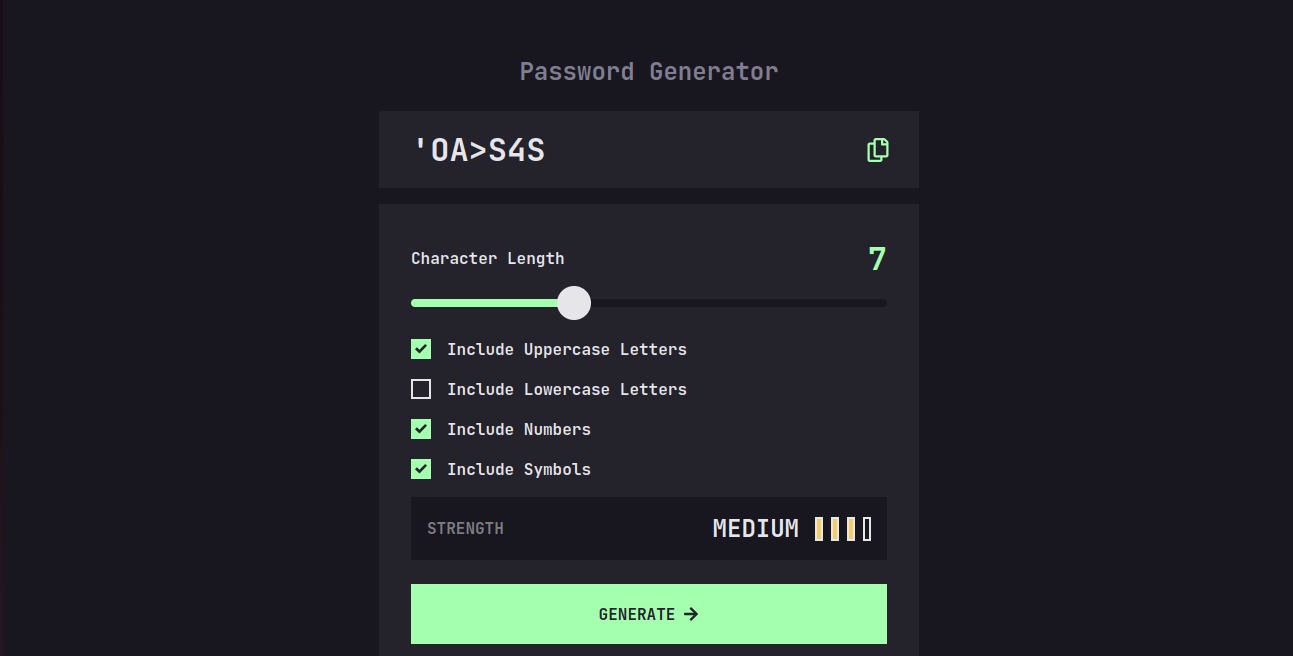 Password Generator
'OA>S4S
Character Length 7
Include Uppercase Letters
Include Lowercase Letters
Include Numbers
Include Symbols
STRENGTH MEDIUM
GENERATE →